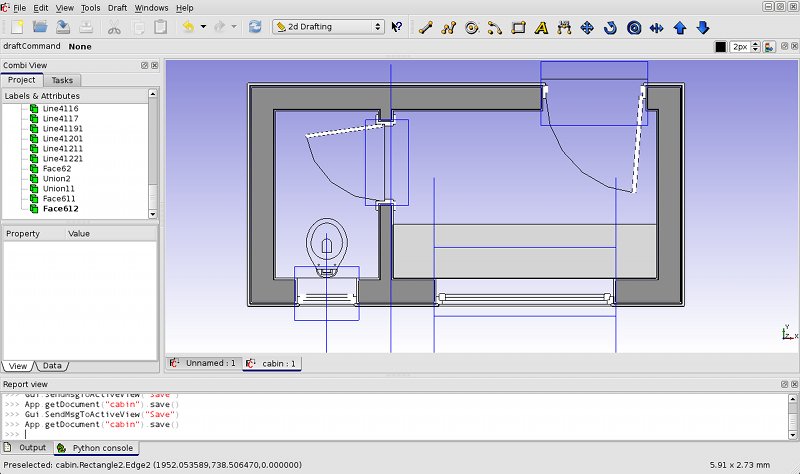 File Edit View Tools Draft Windows Help
2d Drafting
draftCommand None
2px
Combi View
Project Tasks
Labels & Attributes
Line4116
Line4117
Line41191
Line41201
Line41211
Line41221
Face62
Union2
Union11
Face611
Face612
Property Value
View Data
Unnamed : 1 cabin : 1
Y
Z X
Report view
>>> Gui.SendMsgToActiveView("Save")
>>> App.getDocument("cabin").save()
>>> Gui.SendMsgToActiveView("Save")
>>> App.getDocument("cabin").save()
>>>
Output Python console
Preselected: cabin.Rectangle2.Edge2 (1952.053589,738.506470,0.000000) 5.91 x 2.73 mm